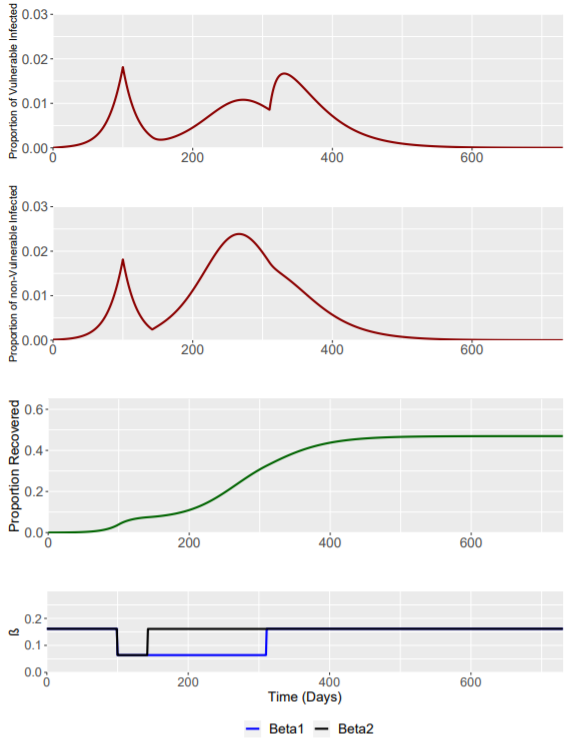 Proportion of Vulnerable Infected
0.03
0.02
0.01
0.00
0 200 400 600
Proportion of non-Vulnerable Infected
0.03
0.02
0.01
0.00
0 200 400 600
Proportion Recovered
0.6
0.4
0.2
0.0
0 200 400 600
ß
0.2
0.1
0.0
0 200 400 600
Time (Days)
Beta1 Beta2